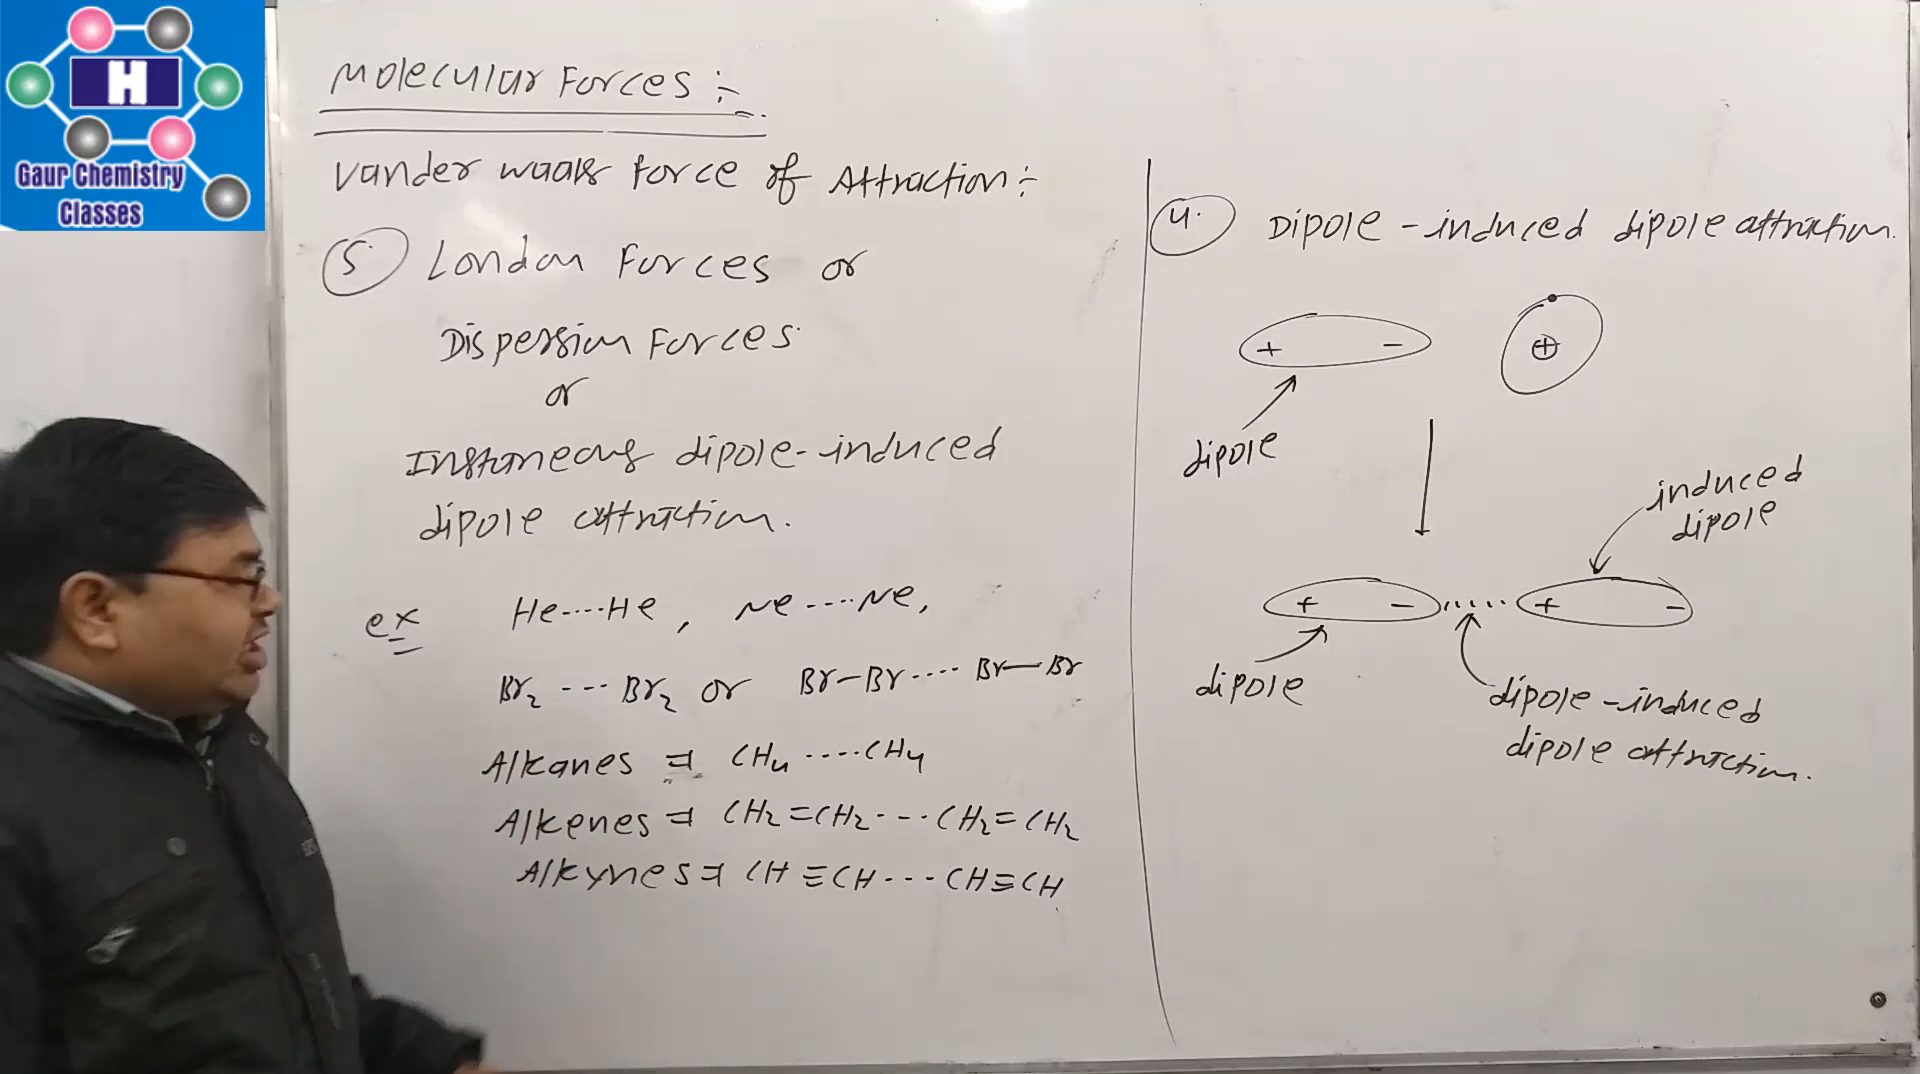 H
Gaur Chemistry
Classes
Molecular Forces :-
Vander waals Force of Attraction :-
5. London Forces or
Dispersion Forces.
or
Instaneous dipole-induced
dipole attraction.
ex He....He, Ne....Ne,
Br2 --- Br2 or Br-Br.... Br-Br
Alkanes ⇒ CH4 ....CH4
Alkenes ⇒ CH2=CH2--- CH2=CH2
Alkynes ⇒ CH≡CH--- CH≡CH
4. Dipole-induced dipole attraction.
+ - +
dipole
induced
dipole
+ - ..... + -
dipole
dipole-induced
dipole attraction.